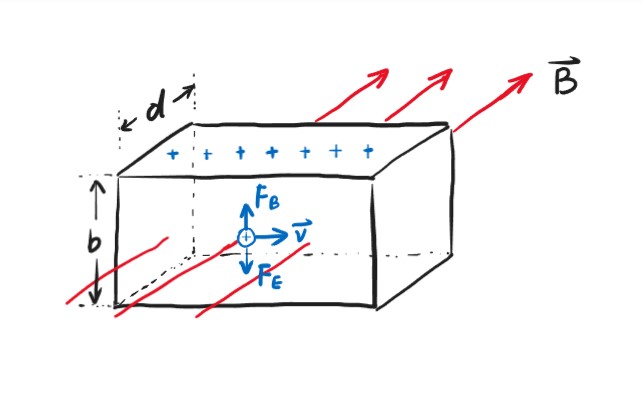 B⃗
d
+ + + + + + +
F_B
b
+ v⃗
F_E